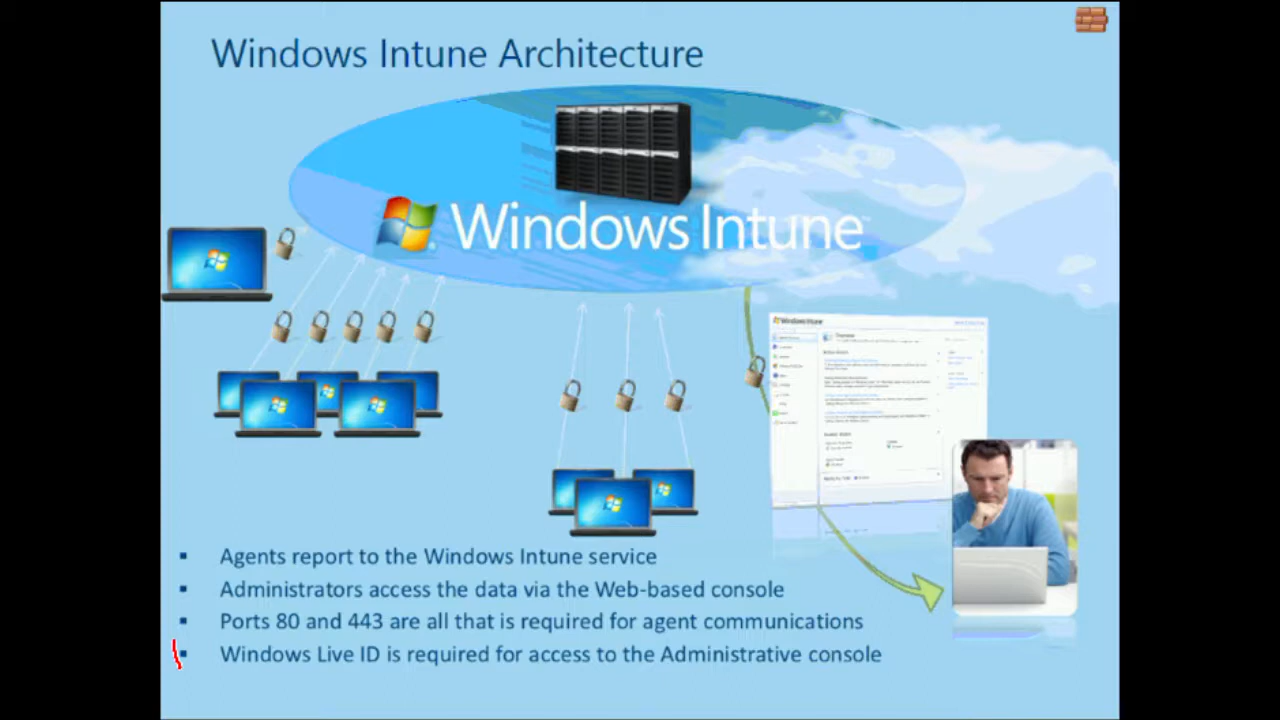 Windows Intune Architecture
Windows Intune™
Windows Intune
Agents report to the Windows Intune service
Administrators access the data via the Web-based console
Ports 80 and 443 are all that is required for agent communications
Windows Live ID is required for access to the Administrative console